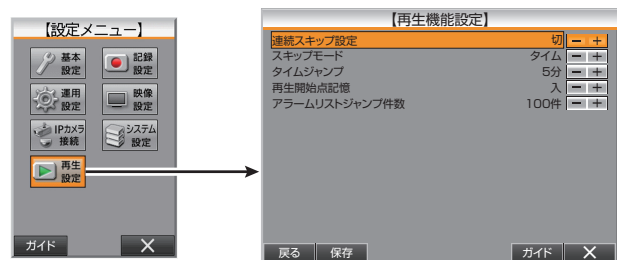 【設定メニュー】
基本設定
記録設定
運用設定
映像設定
IPカメラ接続
システム設定
再生設定
ガイド ×
【再生機能設定】
連続スキップ設定 切 − +
スキップモード タイム − +
タイムジャンプ 5分 − +
再生開始点記憶 入 − +
アラームリストジャンプ件数 100件 − +
戻る 保存 ガイド ×